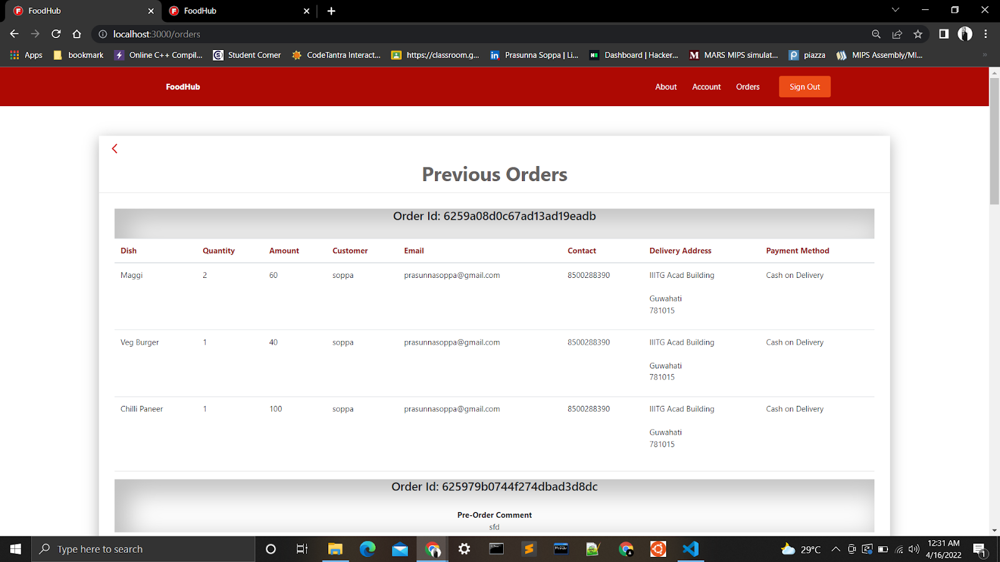 FoodHub
FoodHub
localhost:3000/orders
Apps bookmark Online C++ Compil... Student Corner CodeTantra Interact... https://classroom.g... Prasunna Soppa | Li... Dashboard | Hacker... MARS MIPS simulat... piazza MIPS Assembly/MI...
FoodHub About Account Orders Sign Out
Previous Orders
Order Id: 6259a08d0c67ad13ad19eadb
Dish Quantity Amount Customer Email Contact Delivery Address Payment Method
Maggi 2 60 soppa prasunnasoppa@gmail.com 8500288390 IIITG Acad Building Cash on Delivery
Guwahati
781015
Veg Burger 1 40 soppa prasunnasoppa@gmail.com 8500288390 IIITG Acad Building Cash on Delivery
Guwahati
781015
Chilli Paneer 1 100 soppa prasunnasoppa@gmail.com 8500288390 IIITG Acad Building Cash on Delivery
Guwahati
781015
Order Id: 625979b0744f274dbad3d8dc
Pre-Order Comment
sfd
Type here to search
29°C
12:31 AM
4/16/2022
1